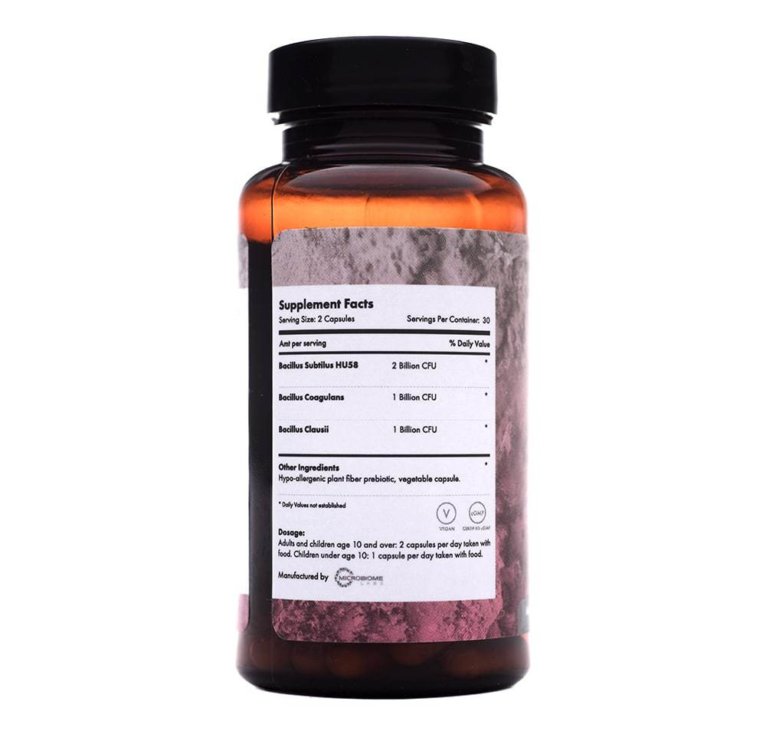 Supplement Facts
Serving Size: 2 Capsules Servings Per Container: 30
Amt per serving % Daily Value
Bacillus Subtilus HU58 2 Billion CFU *
Bacillus Coagulans 1 Billion CFU *
Bacillus Clausii 1 Billion CFU *
Other Ingredients *
Hypo-allergenic plant fiber prebiotic, vegetable capsule.
* Daily Values not established
V cGMP
VEGAN
Dosage:
Adults and children age 10 and over: 2 capsules per day taken with
food. Children under age 10: 1 capsule per day taken with food.
Manufactured by MICROBIOME
LABS